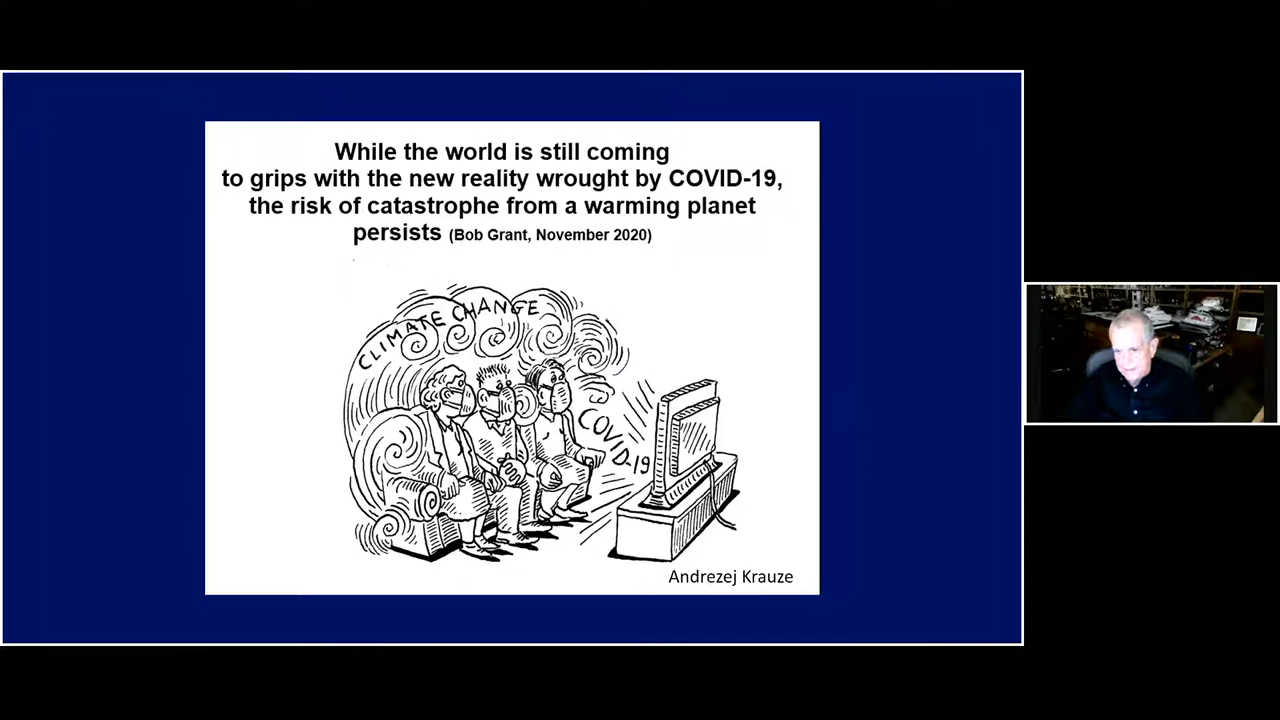 While the world is still coming
to grips with the new reality wrought by COVID-19,
the risk of catastrophe from a warming planet
persists (Bob Grant, November 2020)
CLIMATE CHANGE
COVID-19
Andrezej Krauze